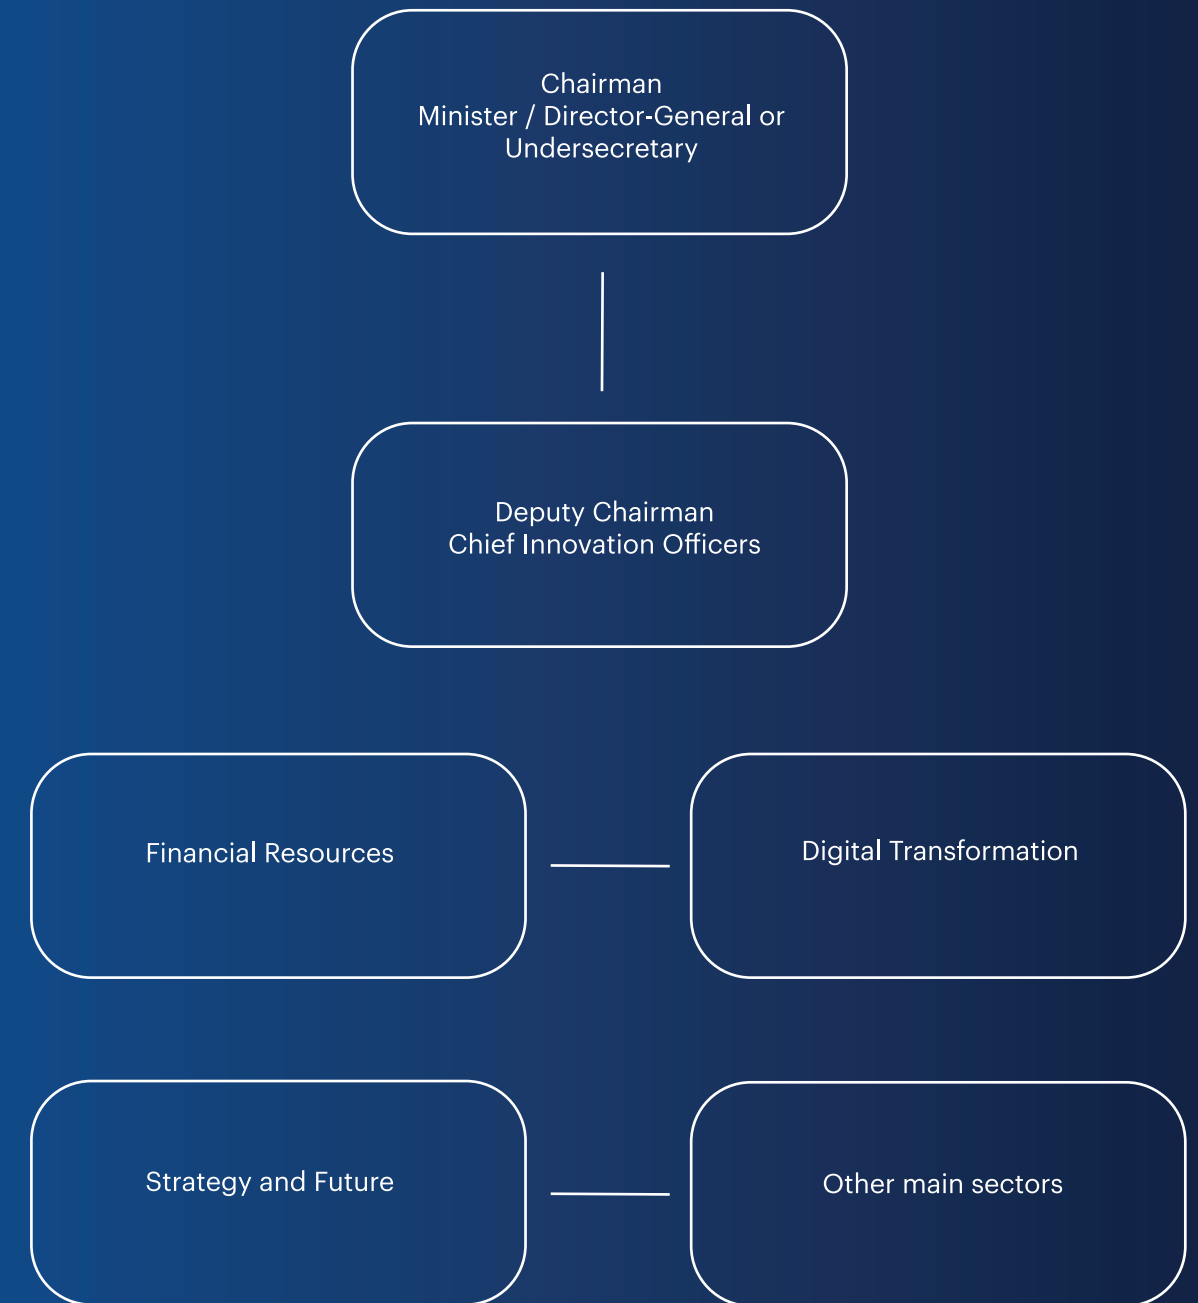 Chairman
Minister / Director-General or
Undersecretary
Deputy Chairman
Chief Innovation Officers
Financial Resources
Digital Transformation
Strategy and Future
Other main sectors